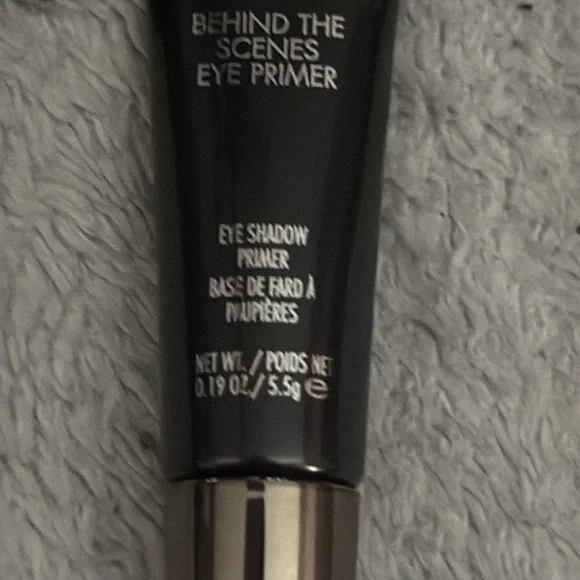 BEHIND THE
SCENES
EYE PRIMER
EYE SHADOW
PRIMER
BASE DE FARD À
PAUPIÈRES
NET WT. / POIDS NET
0.19 OZ. / 5.5g e